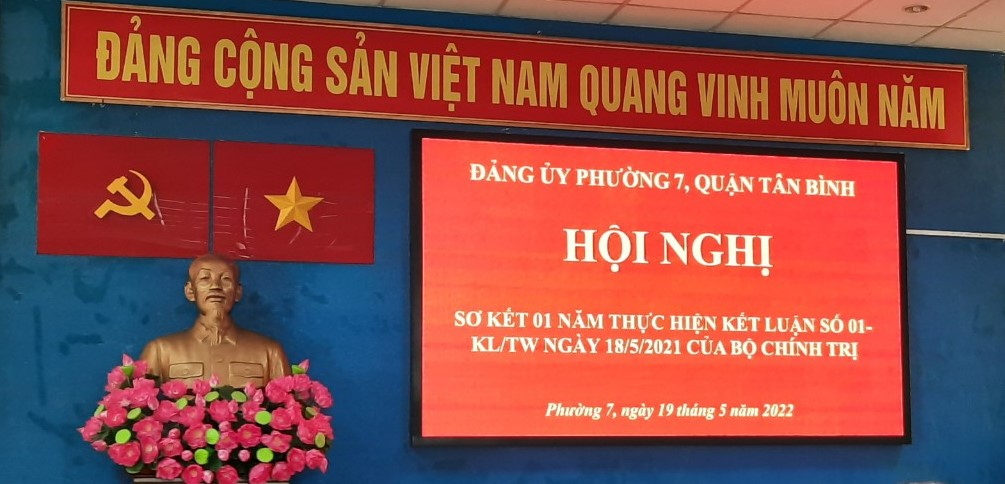 ĐẢNG CỘNG SẢN VIỆT NAM QUANG VINH MUÔN NĂM
ĐẢNG ỦY PHƯỜNG 7, QUẬN TÂN BÌNH
HỘI NGHỊ
SƠ KẾT 01 NĂM THỰC HIỆN KẾT LUẬN SỐ 01-
KL/TW NGÀY 18/5/2021 CỦA BỘ CHÍNH TRỊ
Phường 7, ngày 19 tháng 5 năm 2022